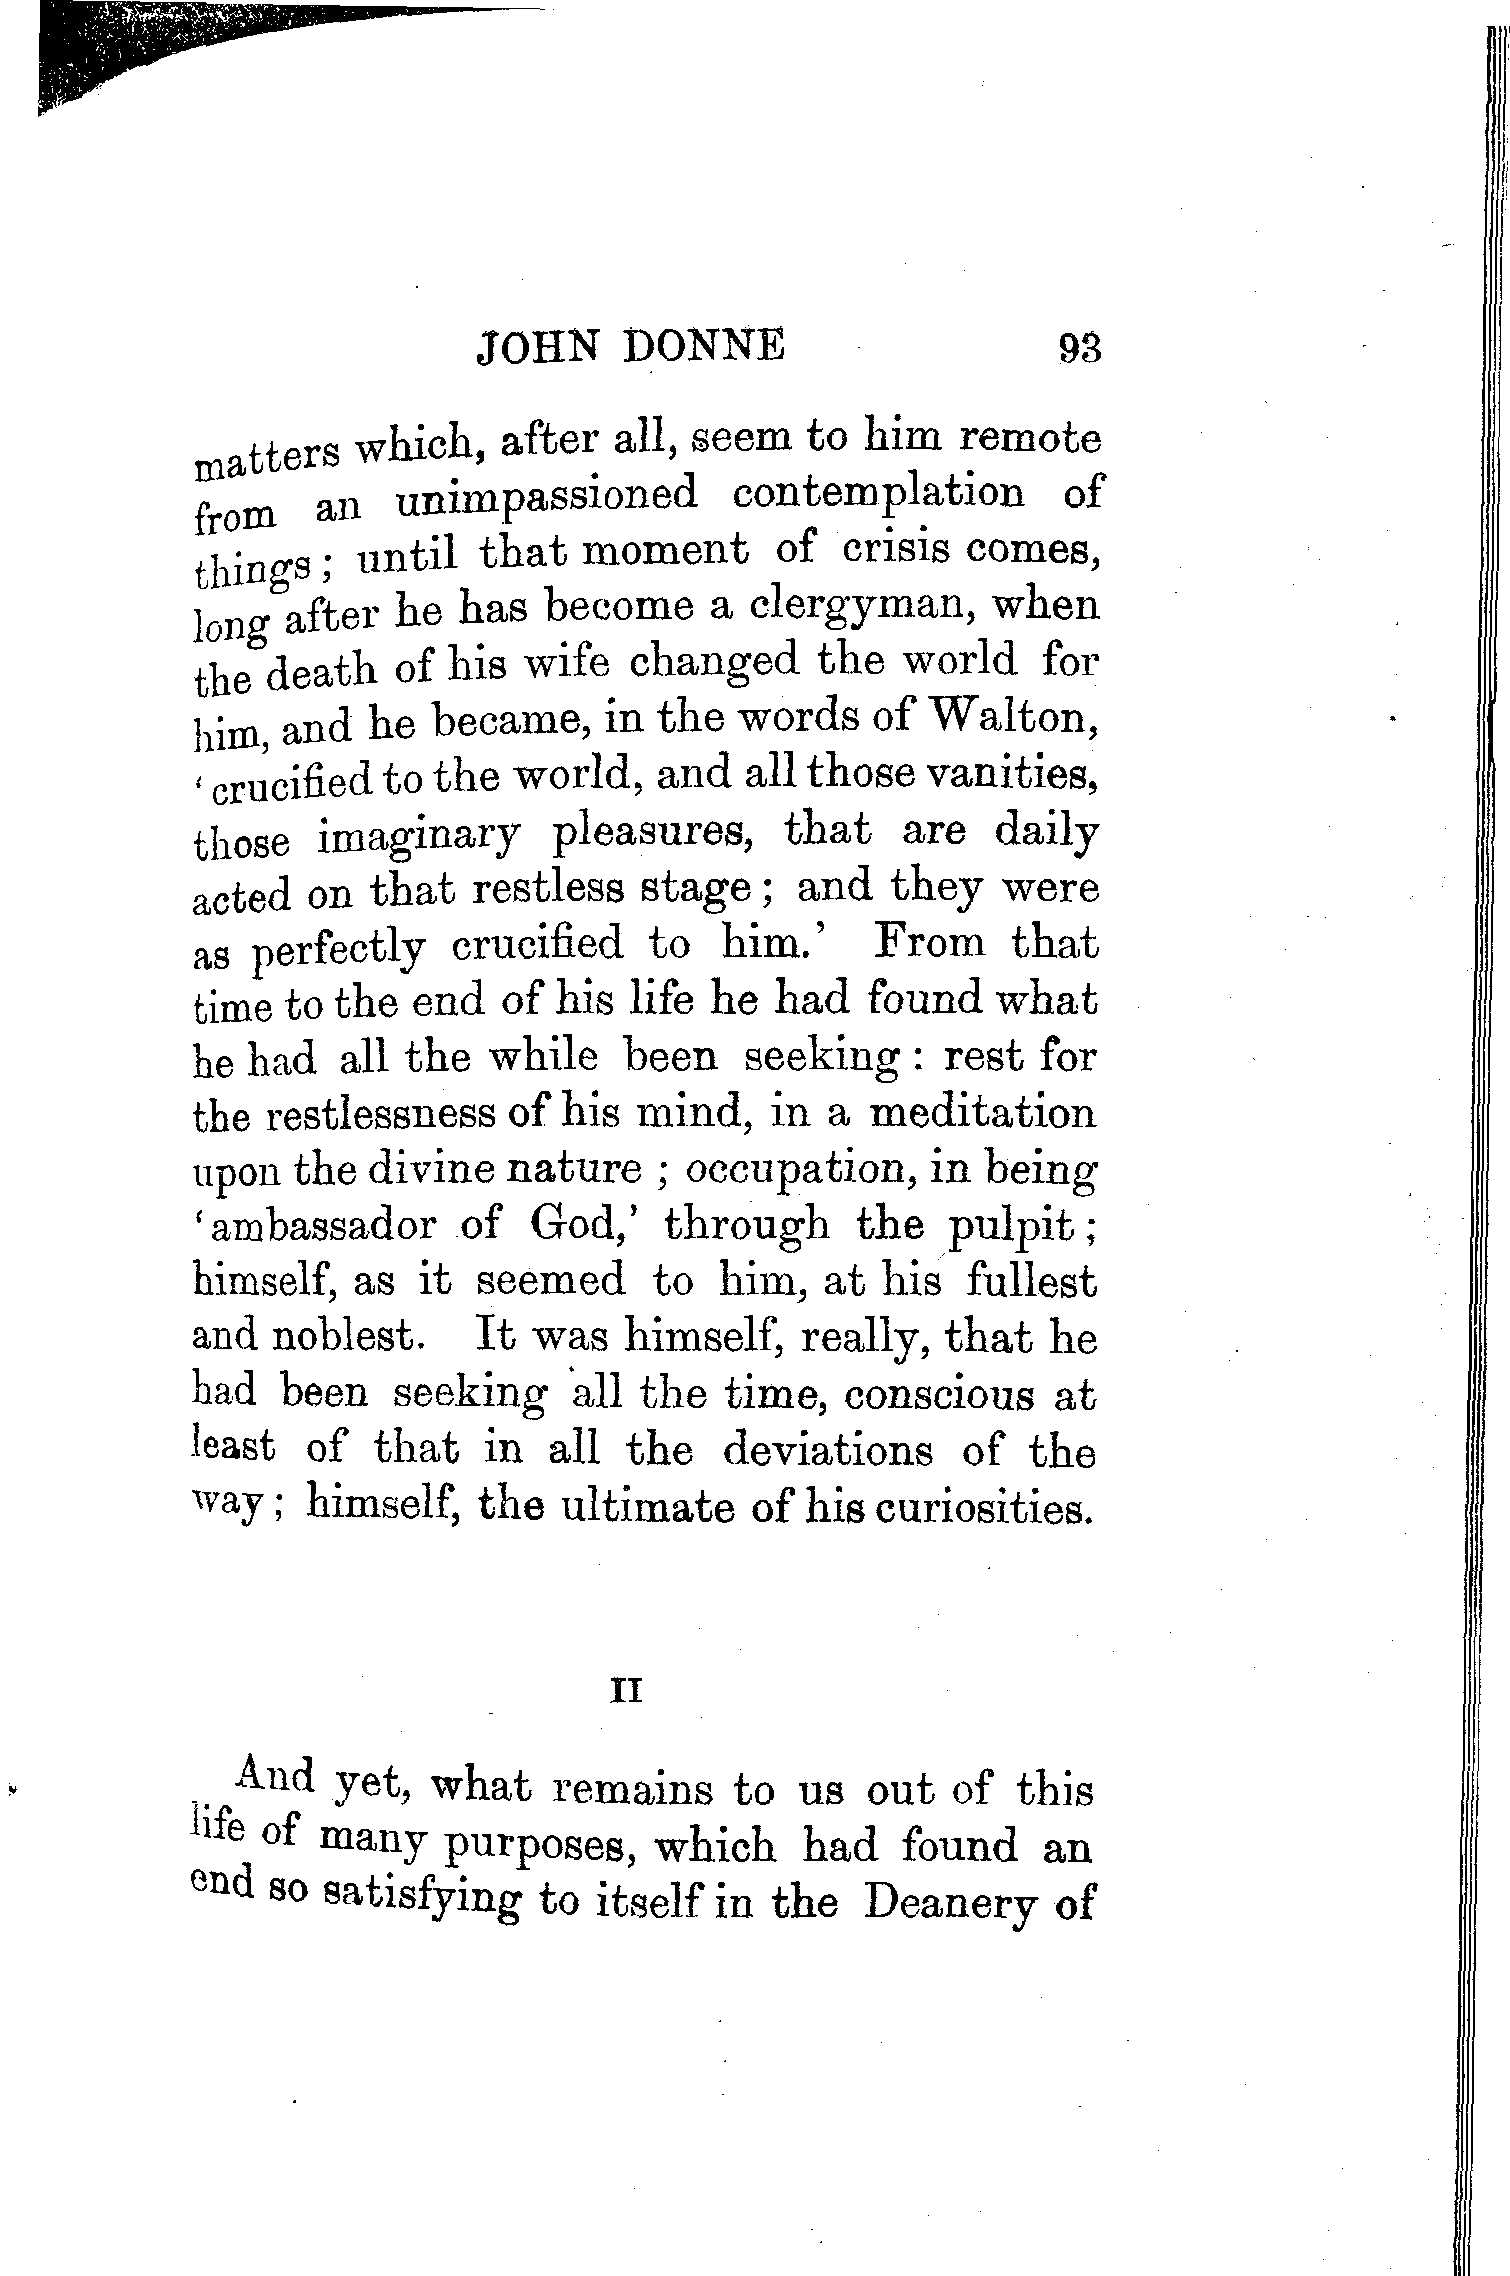 JOHN DONNE 93
matters which, after all, seem to him remote
from an unimpassioned contemplation of
things; until that moment of crisis comes,
long after he has become a clergyman, when
the death of his wife changed the world for
him, and he became, in the words of Walton,
'crucified to the world, and all those vanities,
those imaginary pleasures, that are daily
acted on that restless stage; and they were
as perfectly crucified to him.' From that
time to the end of his life he had found what
he had all the while been seeking: rest for
the restlessness of his mind, in a meditation
upon the divine nature; occupation, in being
'ambassador of God,' through the pulpit;
himself, as it seemed to him, at his fullest
and noblest. It was himself, really, that he
had been seeking all the time, conscious at
least of that in all the deviations of the
way; himself, the ultimate of his curiosities.
II
And yet, what remains to us out of this
life of many purposes, which had found an
end so satisfying to itself in the Deanery of